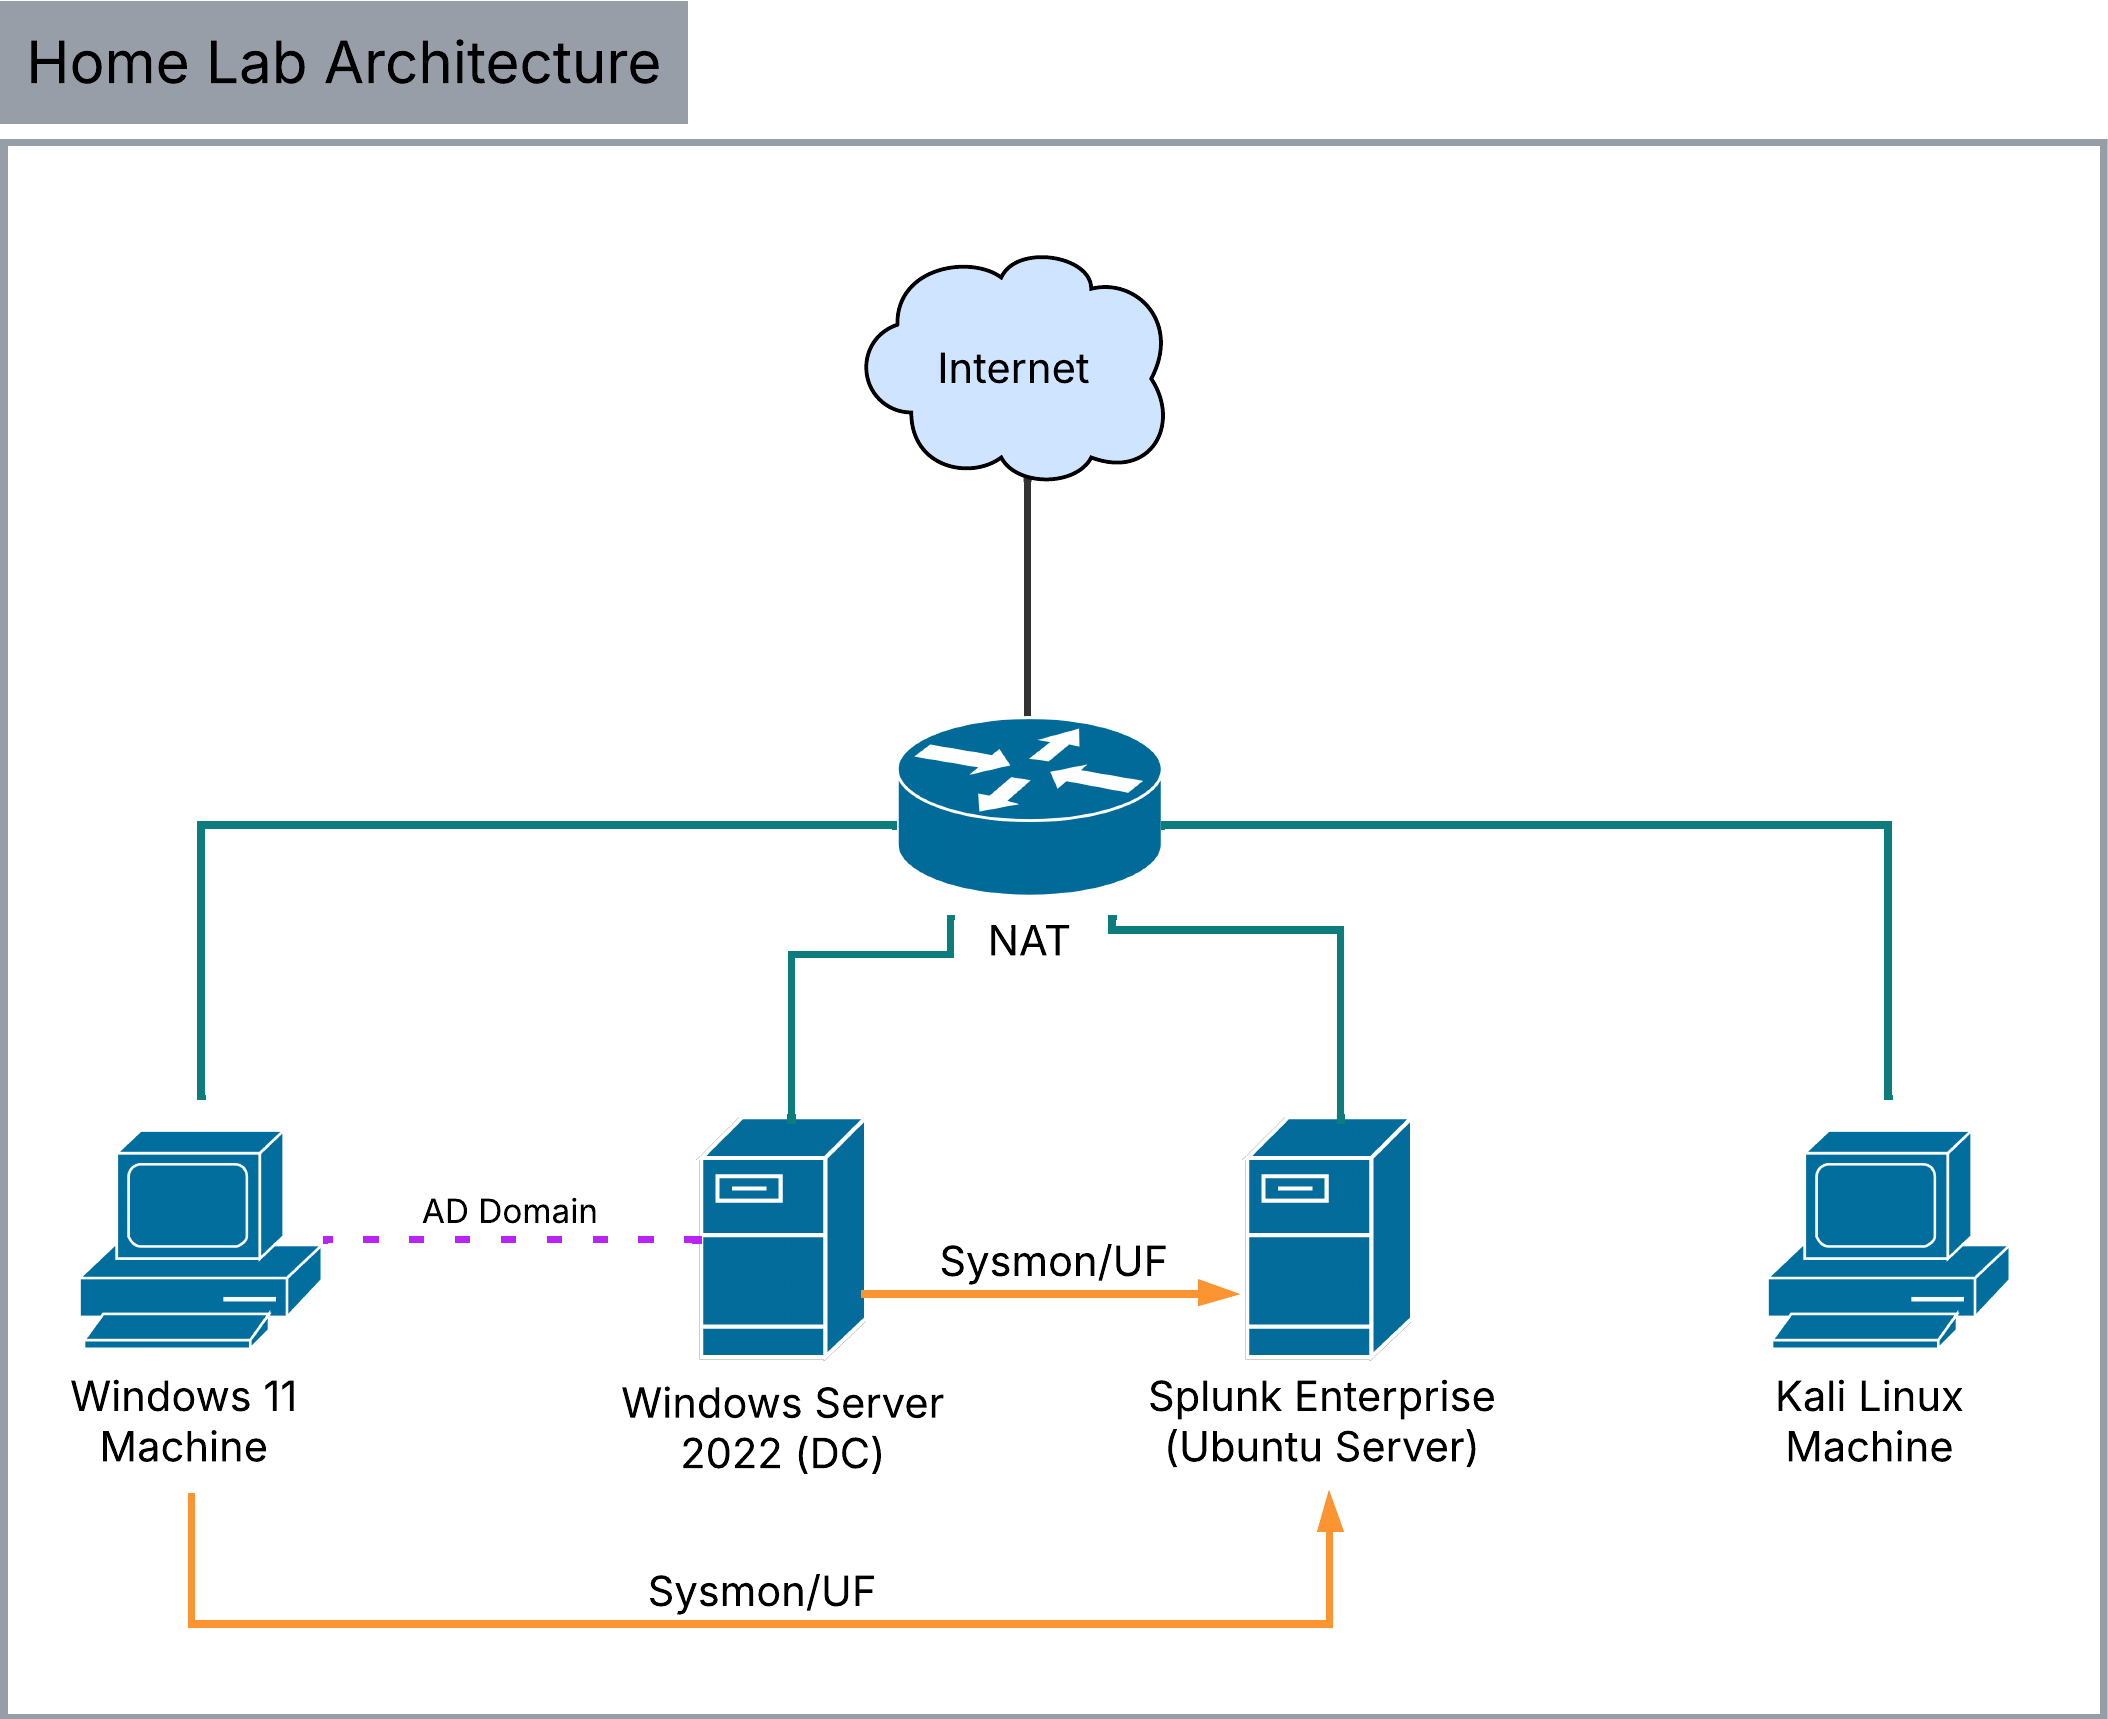 Home Lab Architecture
Internet
NAT
AD Domain
Sysmon/UF
Windows 11
Machine
Windows Server
2022 (DC)
Splunk Enterprise
(Ubuntu Server)
Kali Linux
Machine
Sysmon/UF